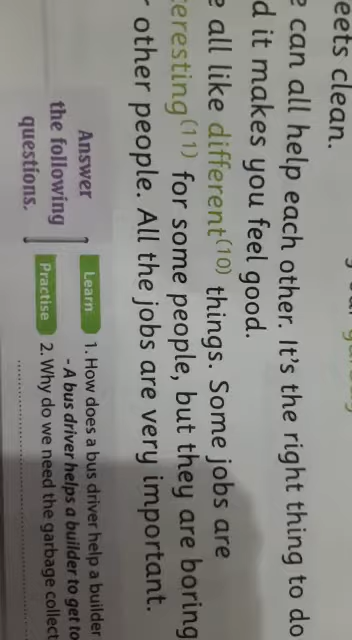 eets clean.
e can all help each other. It's the right thing to do
d it makes you feel good.
e all like different(10) things. Some jobs are
teresting(11) for some people, but they are boring
r other people. All the jobs are very important.
Answer
the following
questions.
Learn 1. How does a bus driver help a builder
- A bus driver helps a builder to get to
Practise 2. Why do we need the garbage collect